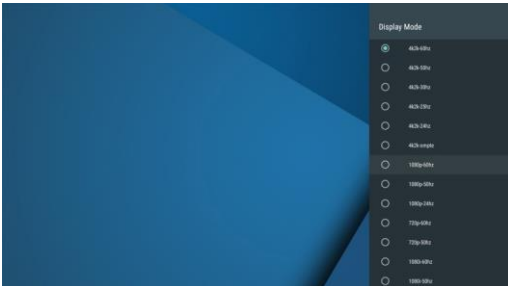 Display Mode
4k2k-60hz
4k2k-50hz
4k2k-30hz
4k2k-25hz
4k2k-24hz
4k2k-smpte
1080p-60hz
1080p-50hz
1080p-24hz
720p-60hz
720p-50hz
1080i-60hz
1080i-50hz